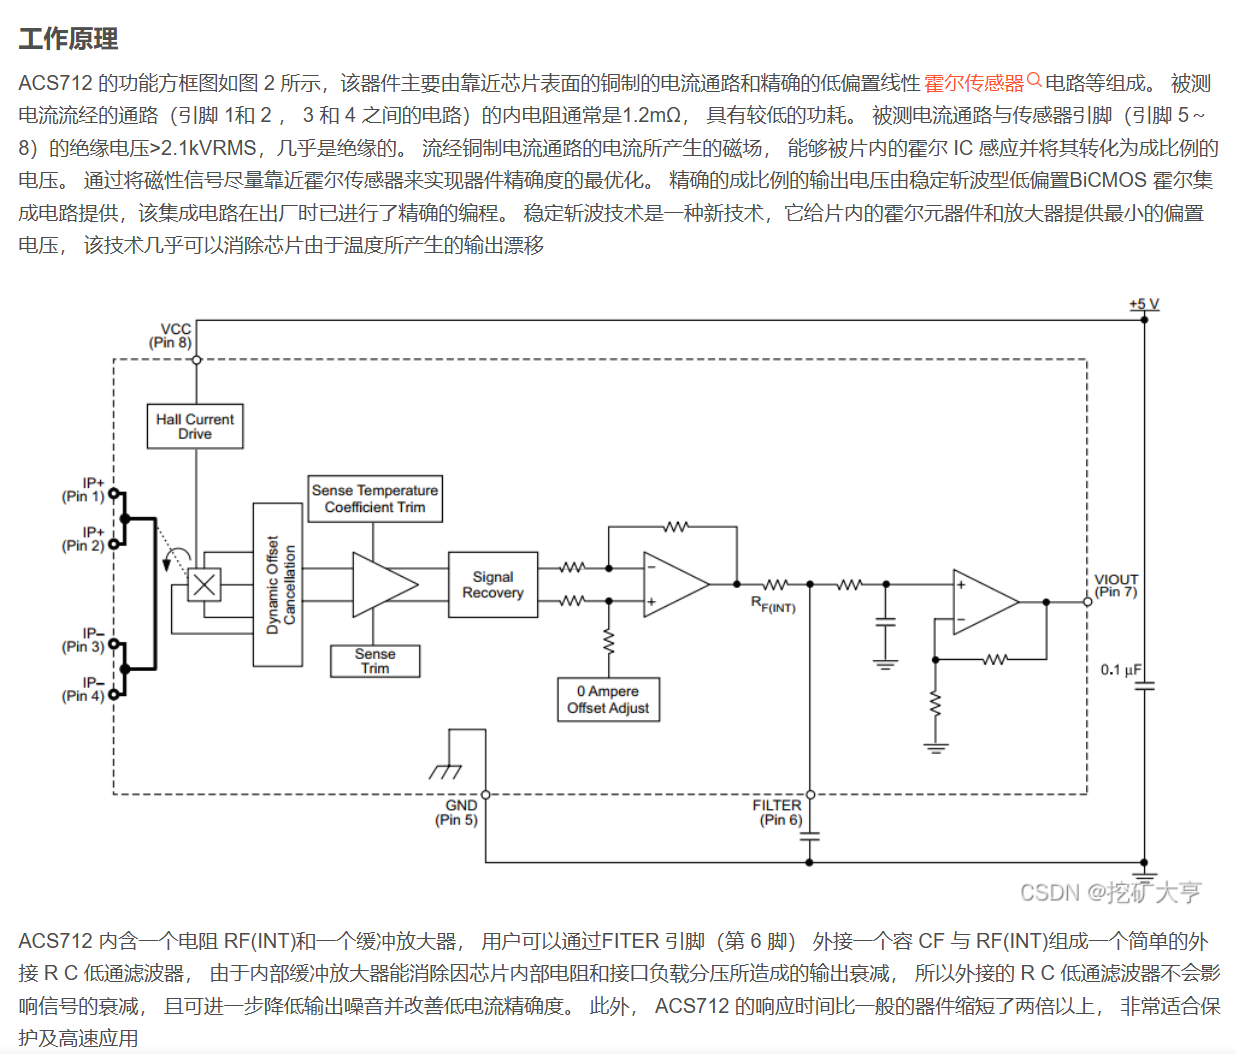 工作原理
ACS712 的功能方框图如图 2 所示，该器件主要由靠近芯片表面的铜制的电流通路和精确的低偏置线性 霍尔传感器 电路等组成。 被测
电流流经的通路（引脚 1和 2 ， 3 和 4 之间的电路）的内电阻通常是1.2mΩ， 具有较低的功耗。 被测电流通路与传感器引脚（引脚 5～
8）的绝缘电压>2.1kVRMS，几乎是绝缘的。 流经铜制电流通路的电流所产生的磁场， 能够被片内的霍尔 IC 感应并将其转化为成比例的
电压。 通过将磁性信号尽量靠近霍尔传感器来实现器件精确度的最优化。 精确的成比例的输出电压由稳定斩波型低偏置BiCMOS 霍尔集
成电路提供，该集成电路在出厂时已进行了精确的编程。 稳定斩波技术是一种新技术，它给片内的霍尔元器件和放大器提供最小的偏置
电压， 该技术几乎可以消除芯片由于温度所产生的输出漂移
+5 V
VCC
(Pin 8)
Hall Current
Drive
IP+
(Pin 1)
IP+
(Pin 2)
IP−
(Pin 3)
IP−
(Pin 4)
Dynamic Offset
Cancellation
Sense Temperature
Coefficient Trim
Sense
Trim
Signal
Recovery
−
+
0 Ampere
Offset Adjust
RF(INT)
+
−
VIOUT
(Pin 7)
0.1 µF
GND
(Pin 5)
FILTER
(Pin 6)
CSDN @挖矿大亨
ACS712 内含一个电阻 RF(INT)和一个缓冲放大器， 用户可以通过FITER 引脚（第 6 脚） 外接一个容 CF 与 RF(INT)组成一个简单的外
接 R C 低通滤波器， 由于内部缓冲放大器能消除因芯片内部电阻和接口负载分压所造成的输出衰减， 所以外接的 R C 低通滤波器不会影
响信号的衰减， 且可进一步降低输出噪音并改善低电流精确度。 此外， ACS712 的响应时间比一般的器件缩短了两倍以上， 非常适合保
护及高速应用